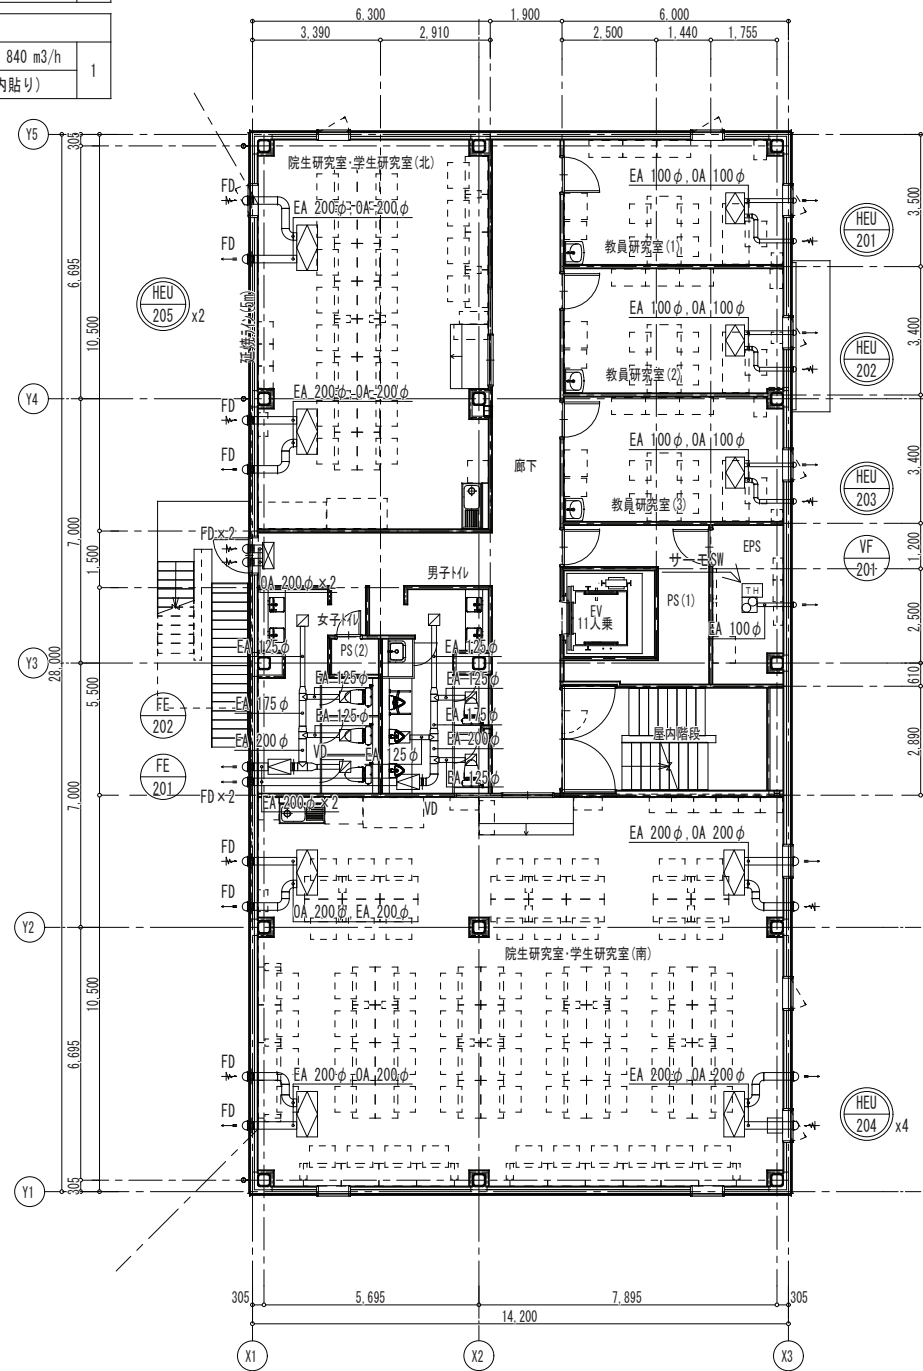 840 m3/h
1
内貼り)
6.300
1.900
6.000
3,390
2,910
2,500
1,440
1,755
Y5
305
院生研究室・学生研究室(北)
FD
EA 200φ,OA 200φ
FD
EA 100φ,OA 100φ
教員研究室(1)
3,500
HEU
201
6,695
10,500
HEU
205
x2
延焼ライン(5m)
EA 100φ,OA 100φ
教員研究室(2)
3,400
HEU
202
Y4
FD
EA 200φ,OA 200φ
FD
廊下
EA 100φ,OA 100φ
教員研究室(3)
3,400
HEU
203
7,000
1,500
FD×2
OA 200φ×2
男子トイレ
女子トイレ
PS(2)
サーモSW
EPS
TH
EA 100φ
PS(1)
EV
11人乗
1,200
VF
201
2,500
610
Y3
28,000
5,500
EA 125φ
EA 125φ
EA 125φ
EA 125φ
EA 175φ
EA 125φ
EA 175φ
EA 200φ
VD
EA 125φ
EA 200φ
EA 125φ
FE
202
FE
201
屋内階段
2,890
7,000
FD×2
EA 200φ×2
VD
FD
FD
OA 200φ,EA 200φ
EA 200φ,OA 200φ
Y2
院生研究室・学生研究室(南)
10,500
6,695
FD
EA 200φ,OA 200φ
FD
EA 200φ,OA 200φ
HEU
204
x4
Y1
305
305
5,695
7,895
305
14,200
X1
X2
X3